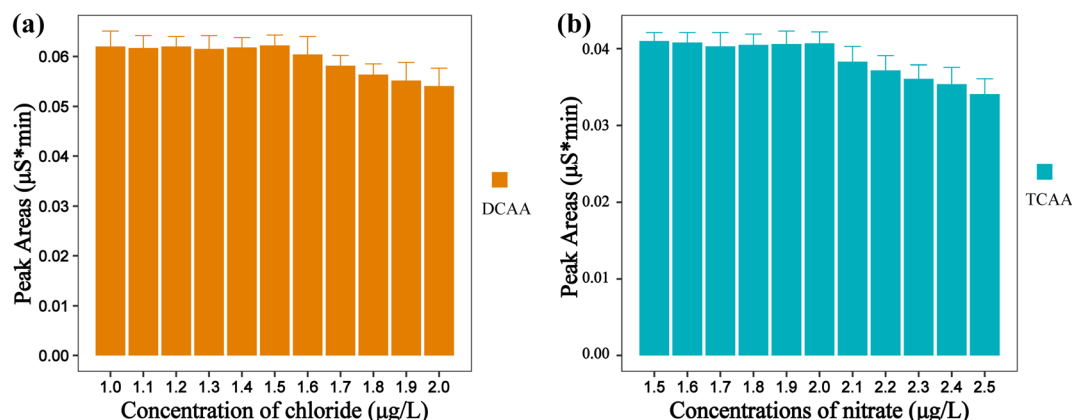 (a)
Peak Areas (μS*min)
0.06
0.05
0.04
0.03
0.02
0.01
0.00
1.0 1.1 1.2 1.3 1.4 1.5 1.6 1.7 1.8 1.9 2.0
Concentration of chloride (μg/L)
DCAA
(b)
Peak Areas (μS*min)
0.04
0.03
0.02
0.01
0.00
1.5 1.6 1.7 1.8 1.9 2.0 2.1 2.2 2.3 2.4 2.5
Concentrations of nitrate (μg/L)
TCAA